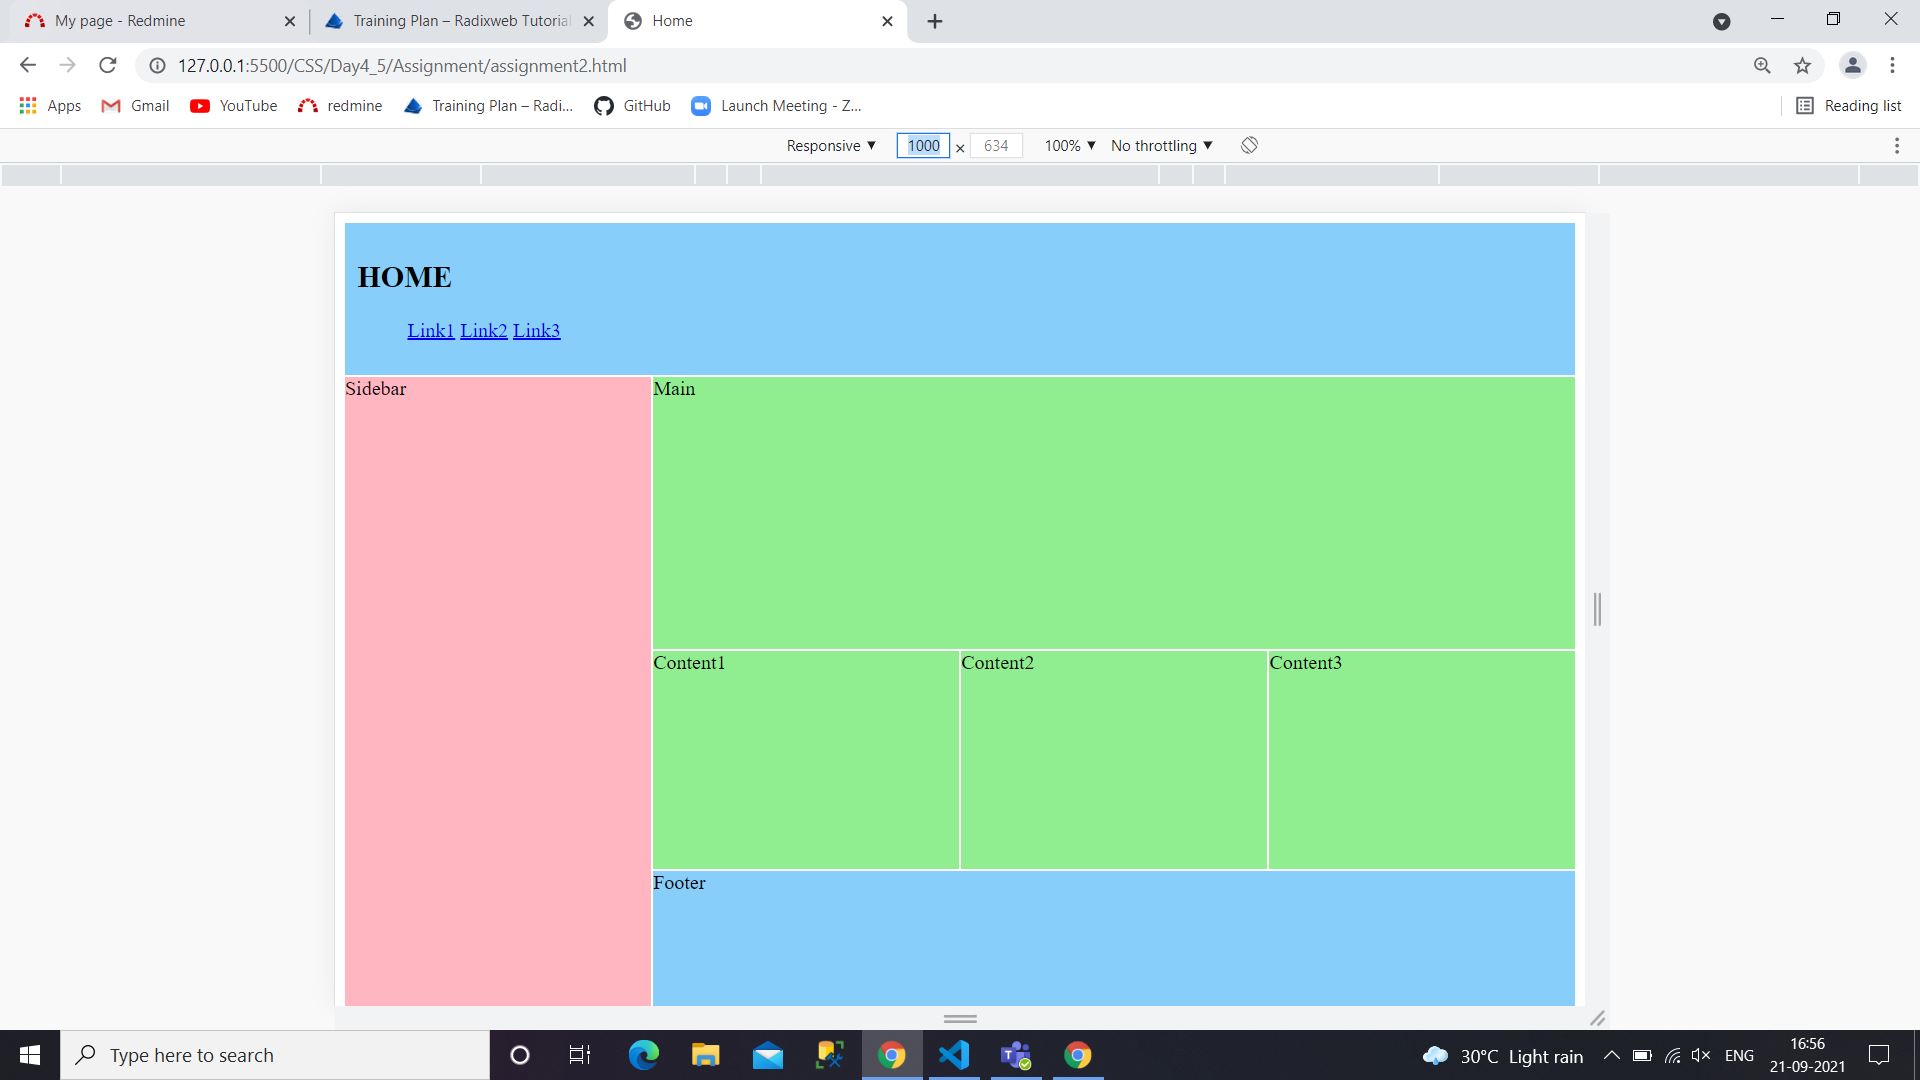 My page - Redmine
Training Plan – Radixweb Tutorial
Home
127.0.0.1:5500/CSS/Day4_5/Assignment/assignment2.html
Apps Gmail YouTube redmine Training Plan – Radi... GitHub Launch Meeting - Z... Reading list
Responsive ▼ 1000 × 634 100% ▼ No throttling ▼
HOME
Link1 Link2 Link3
Sidebar
Main
Content1
Content2
Content3
Footer
Type here to search
30°C Light rain
ENG
16:56
21-09-2021